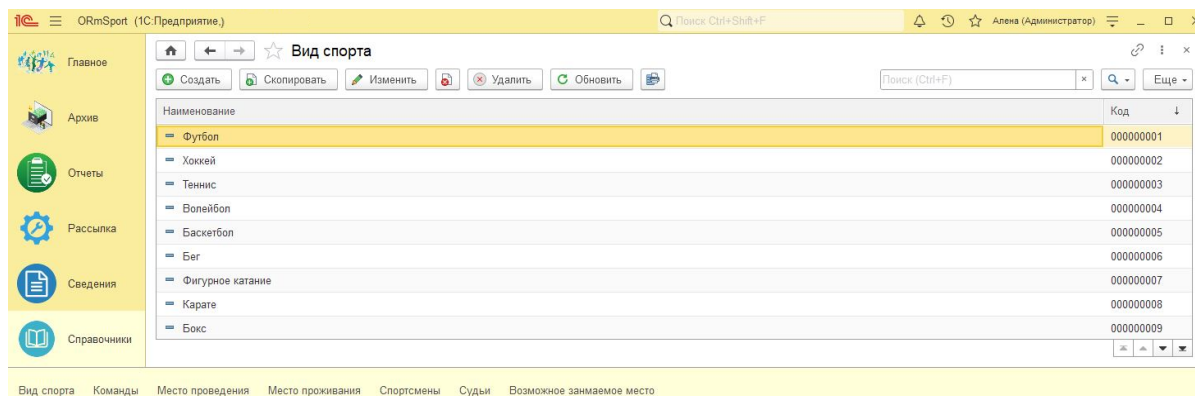 1С ORmSport (1С:Предприятие.) Поиск Ctrl+Shift+F Алена (Администратор)
Главное
Архив
Отчеты
Рассылка
Сведения
Справочники
Вид спорта
Создать Скопировать Изменить Удалить Обновить Поиск (Ctrl+F) × Еще
Наименование Код ↓
Футбол 000000001
Хоккей 000000002
Теннис 000000003
Волейбол 000000004
Баскетбол 000000005
Бег 000000006
Фигурное катание 000000007
Карате 000000008
Бокс 000000009
Вид спорта Команды Место проведения Место проживания Спортсмены Судьи Возможное занмаемое место